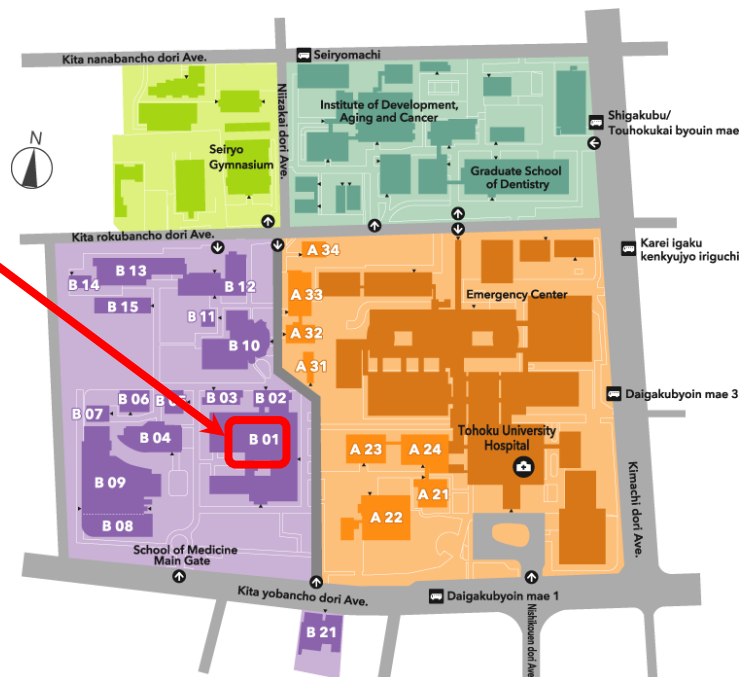 Kita nanabancho dori Ave.
Seiryomachi
Niizakai dori Ave.
Institute of Development,
Aging and Cancer
Shigakubu/
Touhokukai byouin mae
N
Seiryo
Gymnasium
Graduate School
of Dentistry
Kita rokubancho dori Ave.
A 34
Karei igaku
kenkyujyo iriguchi
B 13
B 14
B 12
A 33
Emergency Center
B 15
B 11
A 32
B 10
A 31
B 06
B 03
B 02
Daigakubyoin mae 3
B 07
B 04
B 01
A 23
A 24
Tohoku University
Hospital
B 09
A 21
A 22
Kimachi dori Ave.
B 08
School of Medicine
Main Gate
Kita yobancho dori Ave.
Daigakubyoin mae 1
Nishikouen dori Ave
B 21